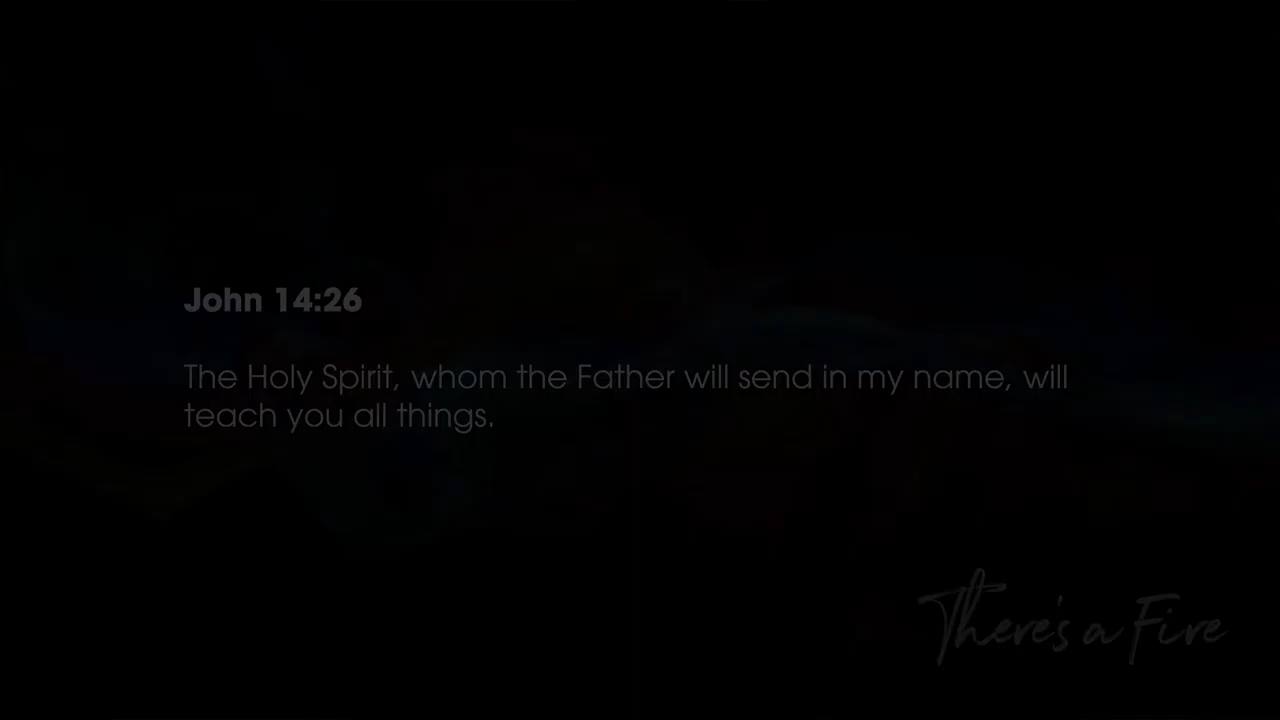 John 14:26
The Holy Spirit, whom the Father will send in my name, will
teach you all things.
There's a Fire